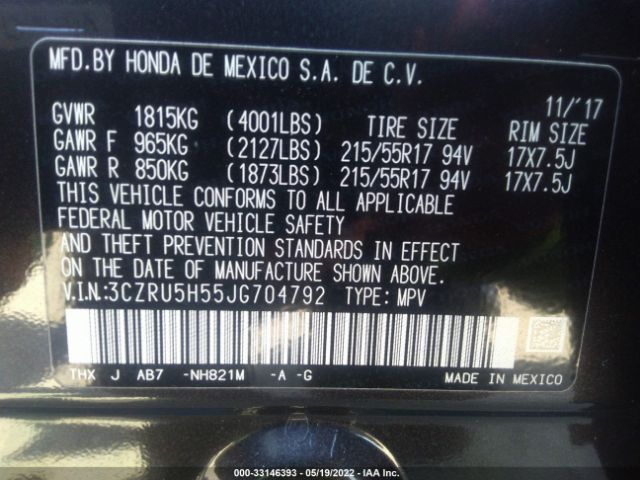 MFD.BY HONDA DE MEXICO S.A. DE C.V.
11/'17
GVWR 1815KG (4001LBS) TIRE SIZE RIM SIZE
GAWR F 965KG (2127LBS) 215/55R17 94V 17X7.5J
GAWR R 850KG (1873LBS) 215/55R17 94V 17X7.5J
THIS VEHICLE CONFORMS TO ALL APPLICABLE
FEDERAL MOTOR VEHICLE SAFETY
AND THEFT PREVENTION STANDARDS IN EFFECT
ON THE DATE OF MANUFACTURE SHOWN ABOVE.
V.I.N.:3CZRU5H55JG704792 TYPE: MPV
THX J AB7 -NH821M -A -G MADE IN MEXICO
000-33146393 - 05/19/2022 - IAA Inc.